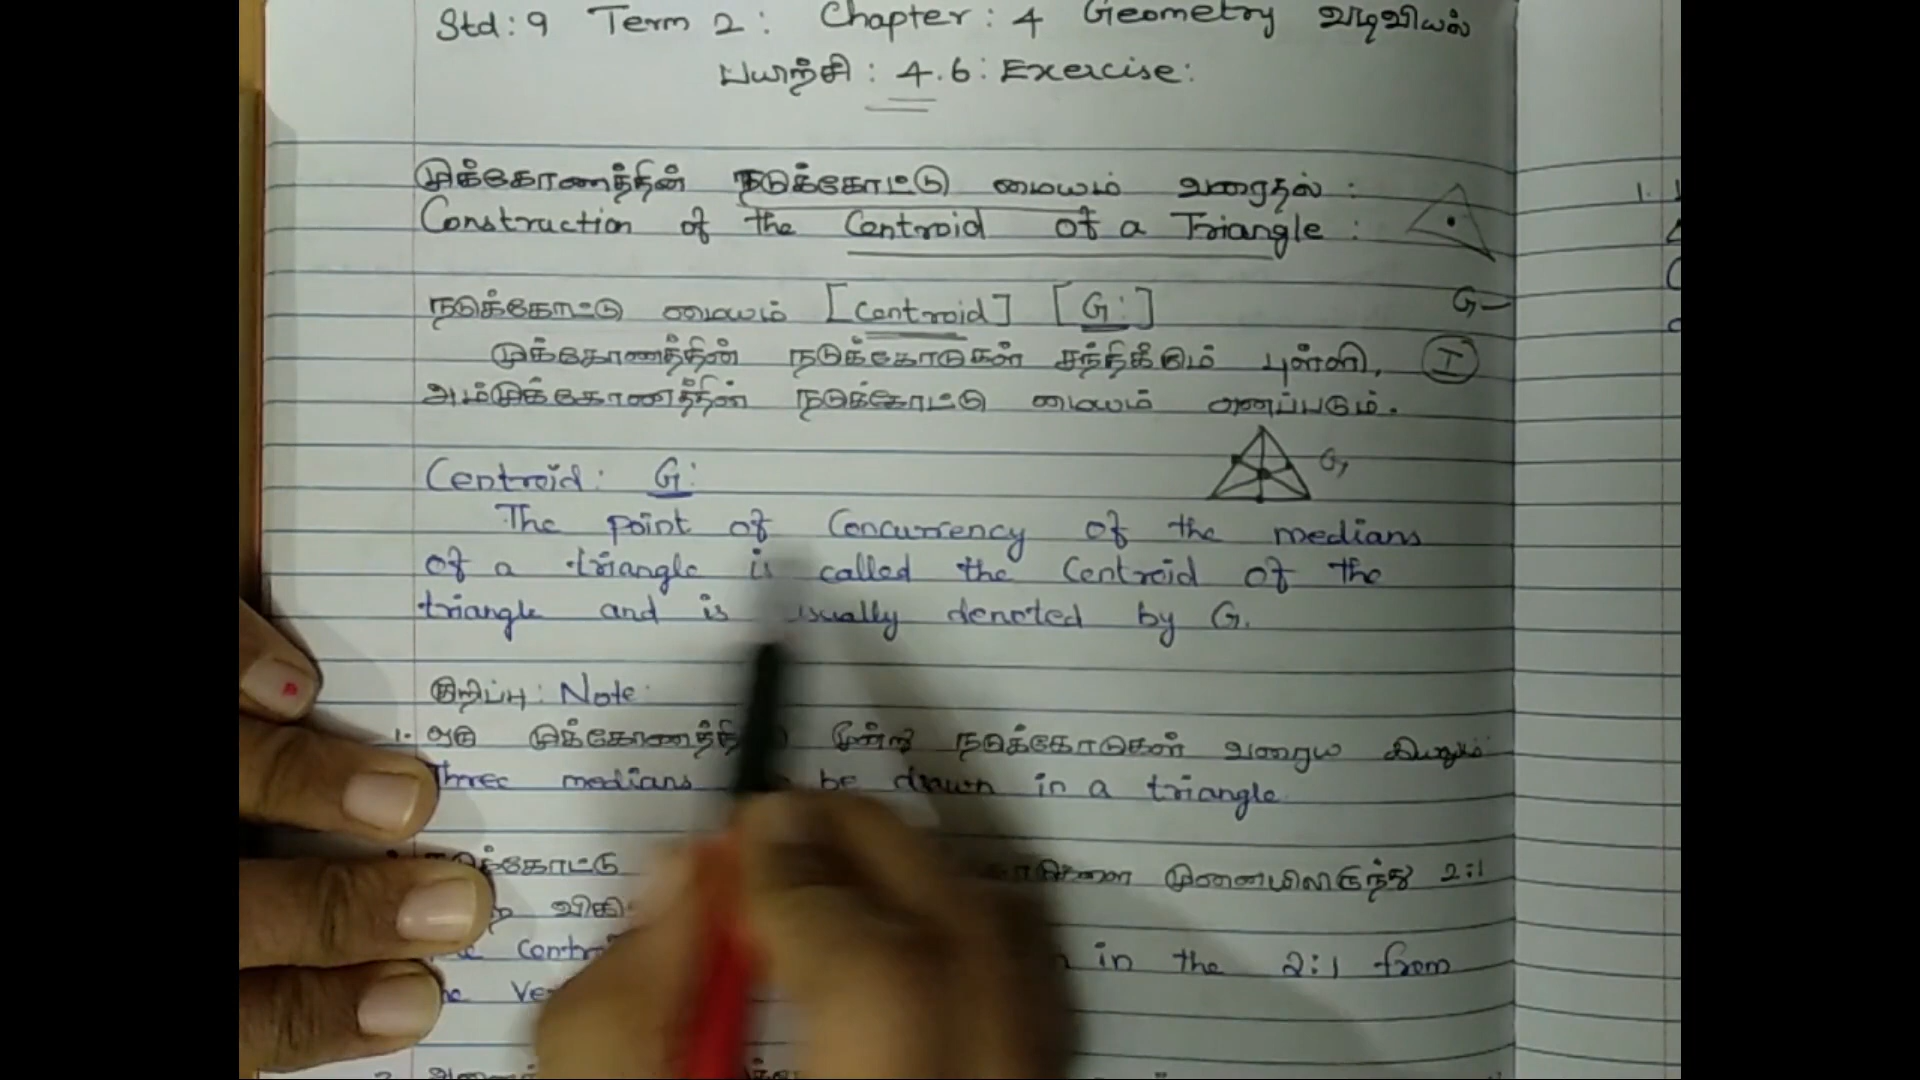 Std: 9 Term 2: Chapter: 4 Geometry வடிவியல்
பயிற்சி: 4.6: Exercise:
முக்கோணத்தின் நடுக்கோட்டு மையம் வரைதல்:
Construction of the Centroid of a Triangle:
நடுக்கோட்டு மையம் [Centroid] [G:]
G
முக்கோணத்தின் நடுக்கோடுகள் சந்திக்கும் புள்ளி, I
அம்முக்கோணத்தின் நடுக்கோட்டு மையம் எனப்படும்.
Centroid: G:
G
The point of Concurrency of the medians
of a triangle is called the Centroid of the
triangle and is usually denoted by G.
குறிப்பு: Note:
1. ஒரு மூன்று நடுக்கோடுகள் வரைய இயலும்
Three medians be drawn in a triangle.
முனையிலிருந்து 2:1
in the 2:1 from